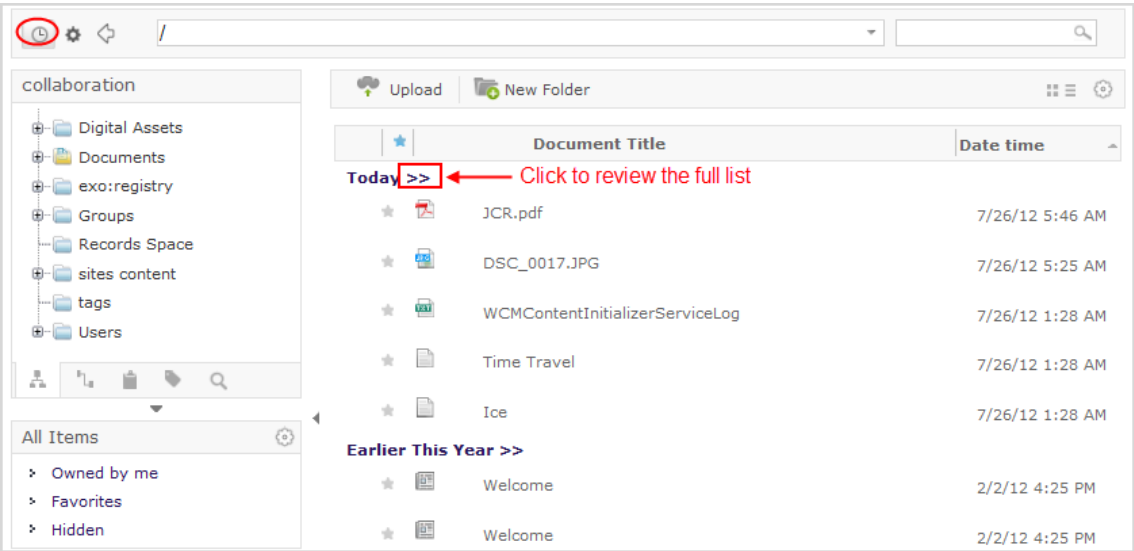 /
collaboration
Digital Assets
Documents
exo:registry
Groups
Records Space
sites content
tags
Users
All Items
Owned by me
Favorites
Hidden
Upload New Folder
Document Title Date time
Today >> Click to review the full list
JCR.pdf 7/26/12 5:46 AM
DSC_0017.JPG 7/26/12 5:25 AM
WCMContentInitializerServiceLog 7/26/12 1:28 AM
Time Travel 7/26/12 1:28 AM
Ice 7/26/12 1:28 AM
Earlier This Year >>
Welcome 2/2/12 4:25 PM
Welcome 2/2/12 4:25 PM